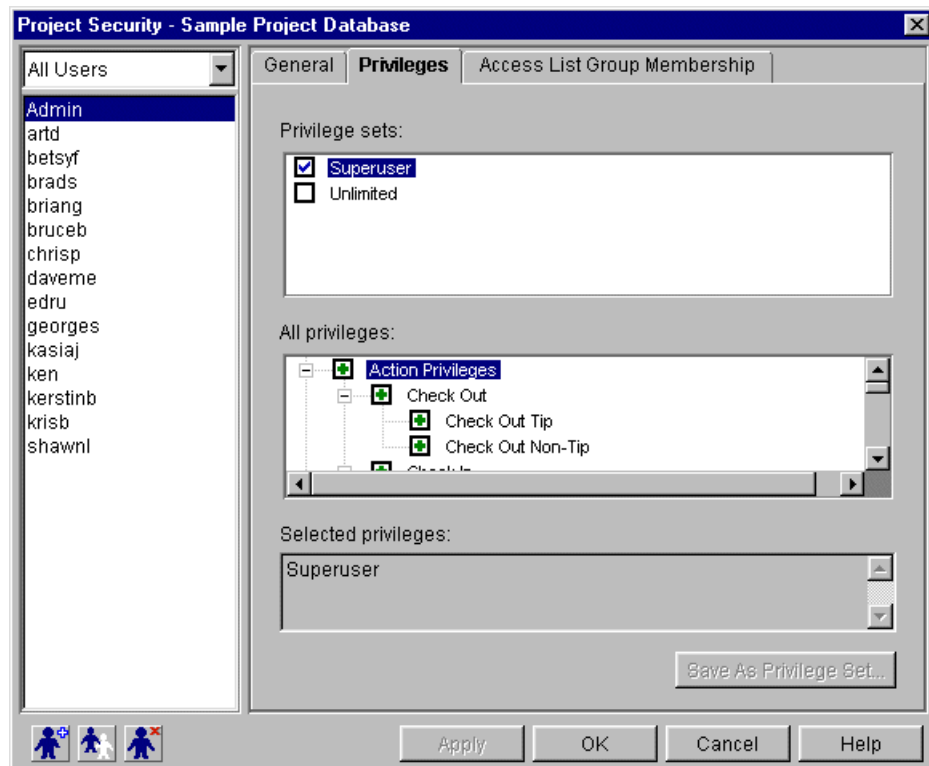 Project Security - Sample Project Database
All Users
Admin
artd
betsyf
brads
briang
bruceb
chrisp
daveme
edru
georges
kasiaj
ken
kerstinb
krisb
shawnl
General
Privileges
Access List Group Membership
Privilege sets:
Superuser
Unlimited
All privileges:
Action Privileges
Check Out
Check Out Tip
Check Out Non-Tip
Check In
Selected privileges:
Superuser
Save As Privilege Set...
Apply
OK
Cancel
Help